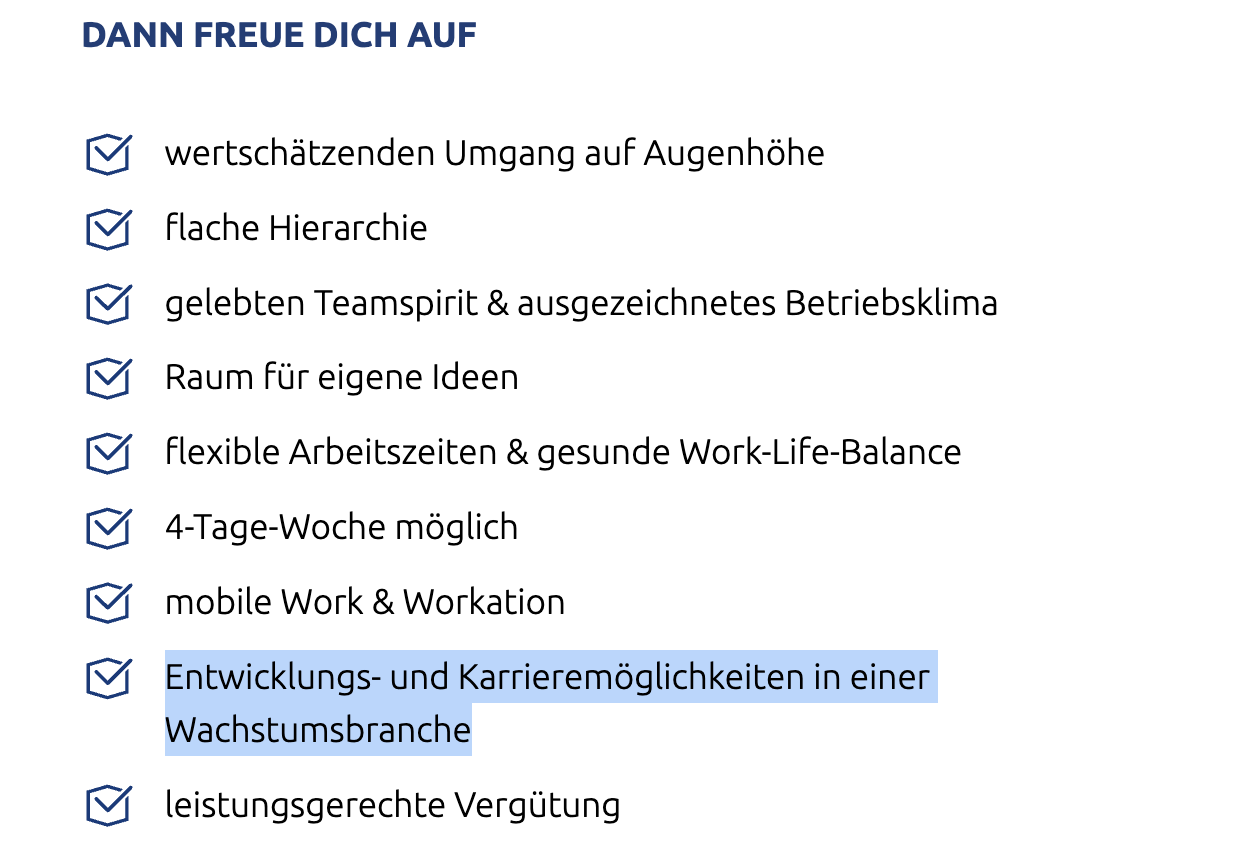 DANN FREUE DICH AUF
wertschätzenden Umgang auf Augenhöhe
flache Hierarchie
gelebten Teamspirit & ausgezeichnetes Betriebsklima
Raum für eigene Ideen
flexible Arbeitszeiten & gesunde Work-Life-Balance
4-Tage-Woche möglich
mobile Work & Workation
Entwicklungs- und Karrieremöglichkeiten in einer
Wachstumsbranche
leistungsgerechte Vergütung